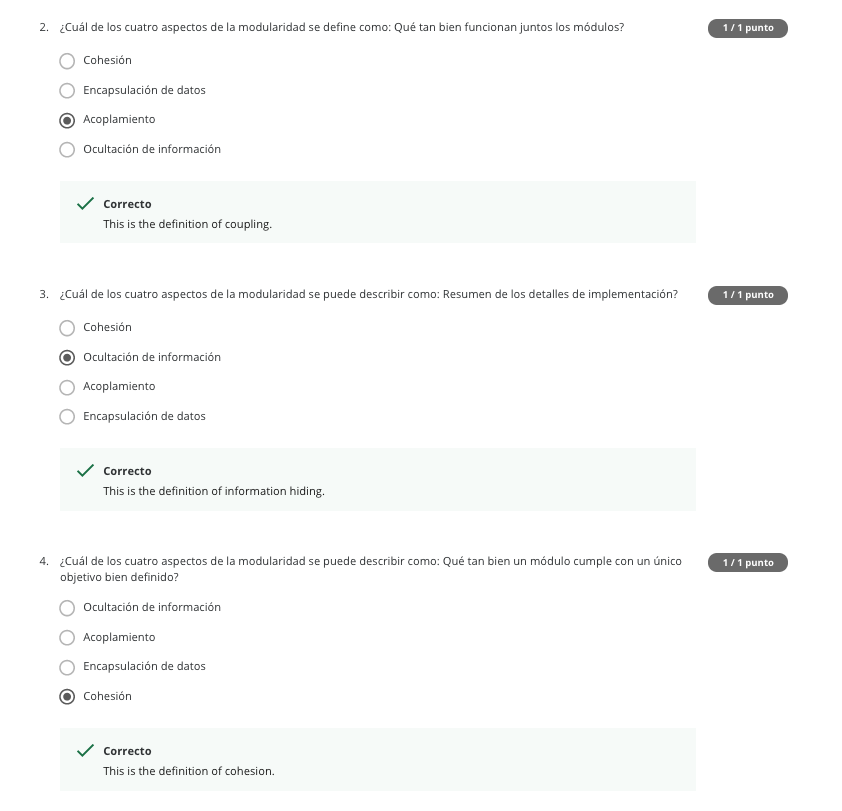 2. ¿Cuál de los cuatro aspectos de la modularidad se define como: Qué tan bien funcionan juntos los módulos? 1 / 1 punto
Cohesión
Encapsulación de datos
Acoplamiento
Ocultación de información
Correcto
This is the definition of coupling.
3. ¿Cuál de los cuatro aspectos de la modularidad se puede describir como: Resumen de los detalles de implementación? 1 / 1 punto
Cohesión
Ocultación de información
Acoplamiento
Encapsulación de datos
Correcto
This is the definition of information hiding.
4. ¿Cuál de los cuatro aspectos de la modularidad se puede describir como: Qué tan bien un módulo cumple con un único 1 / 1 punto
objetivo bien definido?
Ocultación de información
Acoplamiento
Encapsulación de datos
Cohesión
Correcto
This is the definition of cohesion.